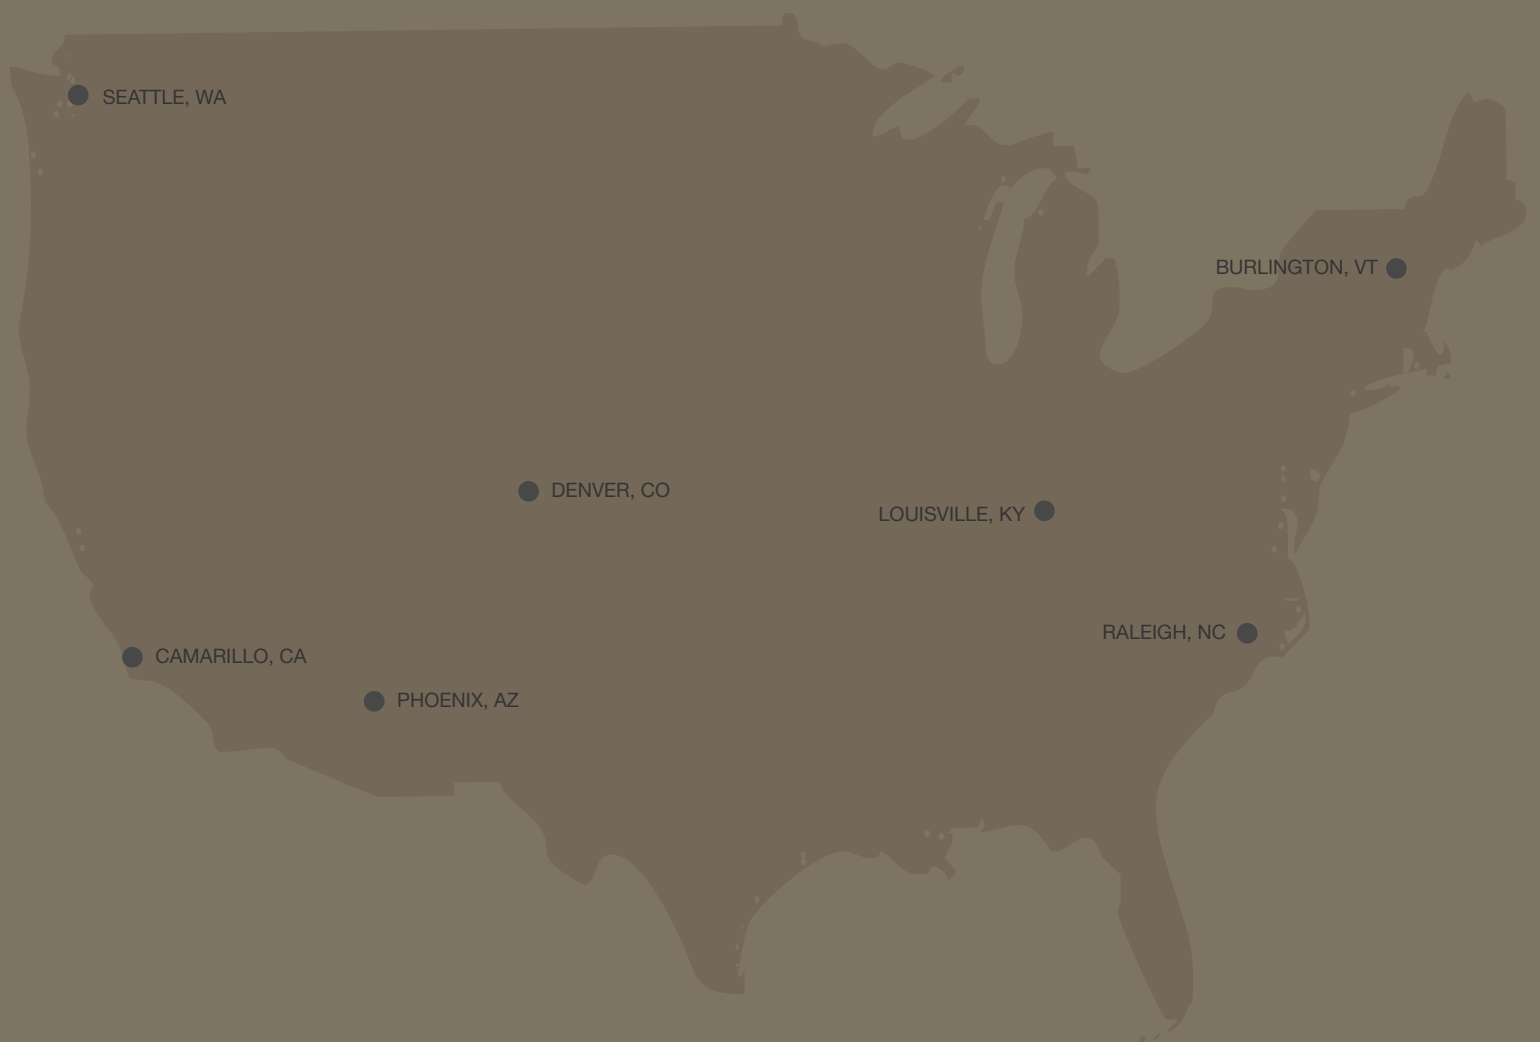 SEATTLE, WA
BURLINGTON, VT
DENVER, CO
LOUISVILLE, KY
RALEIGH, NC
CAMARILLO, CA
PHOENIX, AZ